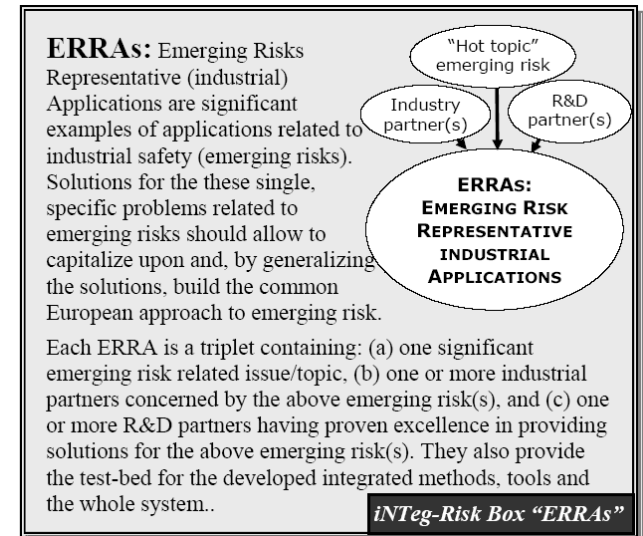 ERRAs: Emerging Risks
Representative (industrial)
Applications are significant
examples of applications related to
industrial safety (emerging risks).
Solutions for the these single,
specific problems related to
emerging risks should allow to
capitalize upon and, by generalizing
the solutions, build the common
European approach to emerging risk.
"Hot topic"
emerging risk
Industry
partner(s)
R&D
partner(s)
ERRAS:
EMERGING RISK
REPRESENTATIVE
INDUSTRIAL
APPLICATIONS
Each ERRA is a triplet containing: (a) one significant
emerging risk related issue/topic, (b) one or more industrial
partners concerned by the above emerging risk(s), and (c) one
or more R&D partners having proven excellence in providing
solutions for the above emerging risk(s). They also provide
the test-bed for the developed integrated methods, tools and
the whole system..
iNTeg-Risk Box “ERRAs”